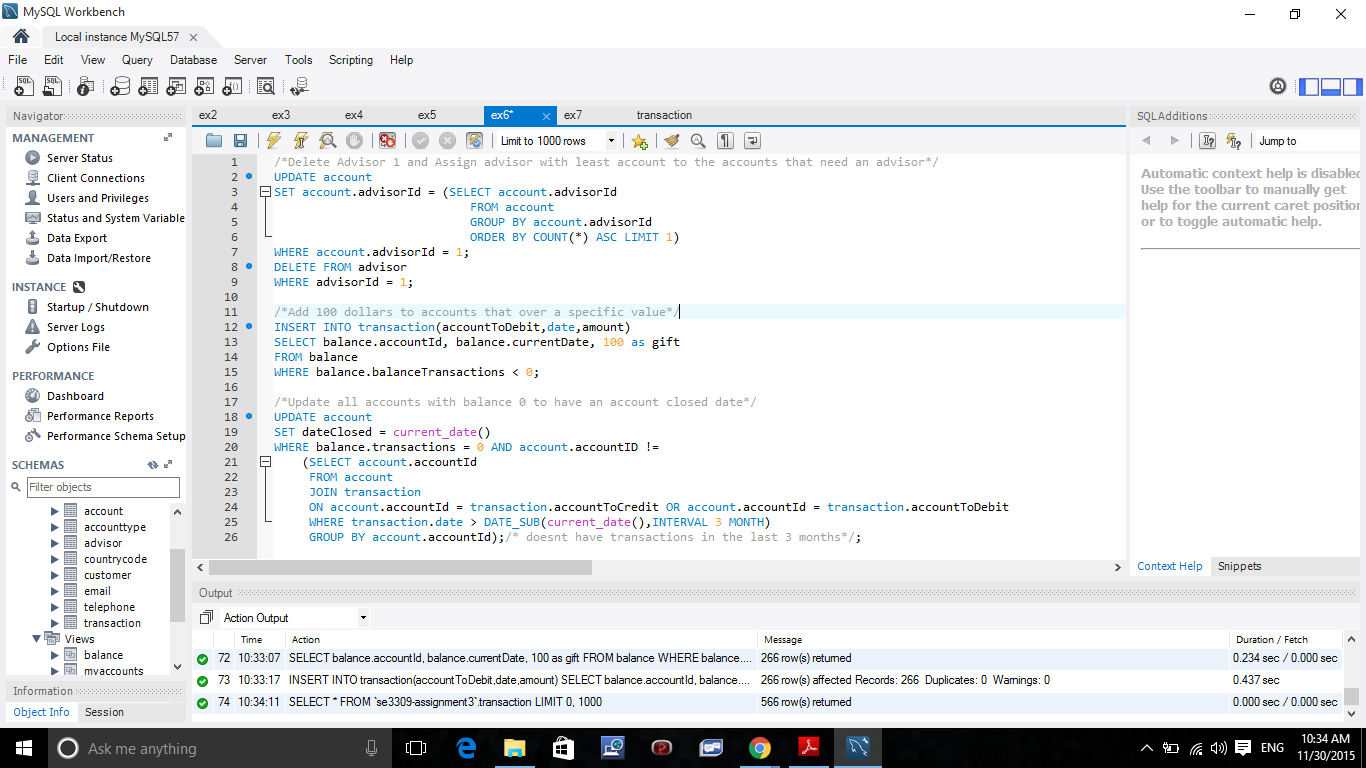 MySQL Workbench
Local instance MySQL57
File Edit View Query Database Server Tools Scripting Help
Navigator
MANAGEMENT
Server Status
Client Connections
Users and Privileges
Status and System Variable
Data Export
Data Import/Restore
INSTANCE
Startup / Shutdown
Server Logs
Options File
PERFORMANCE
Dashboard
Performance Reports
Performance Schema Setup
SCHEMAS
Filter objects
account
accounttype
advisor
countrycode
customer
email
telephone
transaction
Views
balance
myaccounts
Information
Object Info Session
ex2 ex3 ex4 ex5 ex6* ex7 transaction
Limit to 1000 rows
1 /*Delete Advisor 1 and Assign advisor with least account to the accounts that need an advisor*/
2 UPDATE account
3 SET account.advisorId = (SELECT account.advisorId
4 FROM account
5 GROUP BY account.advisorId
6 ORDER BY COUNT(*) ASC LIMIT 1)
7 WHERE account.advisorId = 1;
8 DELETE FROM advisor
9 WHERE advisorId = 1;
10
11 /*Add 100 dollars to accounts that over a specific value*/
12 INSERT INTO transaction(accountToDebit,date,amount)
13 SELECT balance.accountId, balance.currentDate, 100 as gift
14 FROM balance
15 WHERE balance.balanceTransactions < 0;
16
17 /*Update all accounts with balance 0 to have an account closed date*/
18 UPDATE account
19 SET dateClosed = current_date()
20 WHERE balance.transactions = 0 AND account.accountID !=
21 (SELECT account.accountId
22 FROM account
23 JOIN transaction
24 ON account.accountId = transaction.accountToCredit OR account.accountId = transaction.accountToDebit
25 WHERE transaction.date > DATE_SUB(current_date(),INTERVAL 3 MONTH)
26 GROUP BY account.accountId);/* doesnt have transactions in the last 3 months*/;
SQLAdditions
Jump to
Automatic context help is disabled
Use the toolbar to manually get
help for the current caret position
or to toggle automatic help.
Context Help Snippets
Output
Action Output
Time Action Message Duration / Fetch
72 10:33:07 SELECT balance.accountId, balance.currentDate, 100 as gift FROM balance WHERE balance.... 266 row(s) returned 0.234 sec / 0.000 sec
73 10:33:17 INSERT INTO transaction(accountToDebit,date,amount) SELECT balance.accountId, balance.... 266 row(s) affected Records: 266 Duplicates: 0 Warnings: 0 0.437 sec
74 10:34:11 SELECT * FROM `se3309-assignment3`.transaction LIMIT 0, 1000 566 row(s) returned 0.000 sec / 0.000 sec
Ask me anything
ENG
10:34 AM
11/30/2015